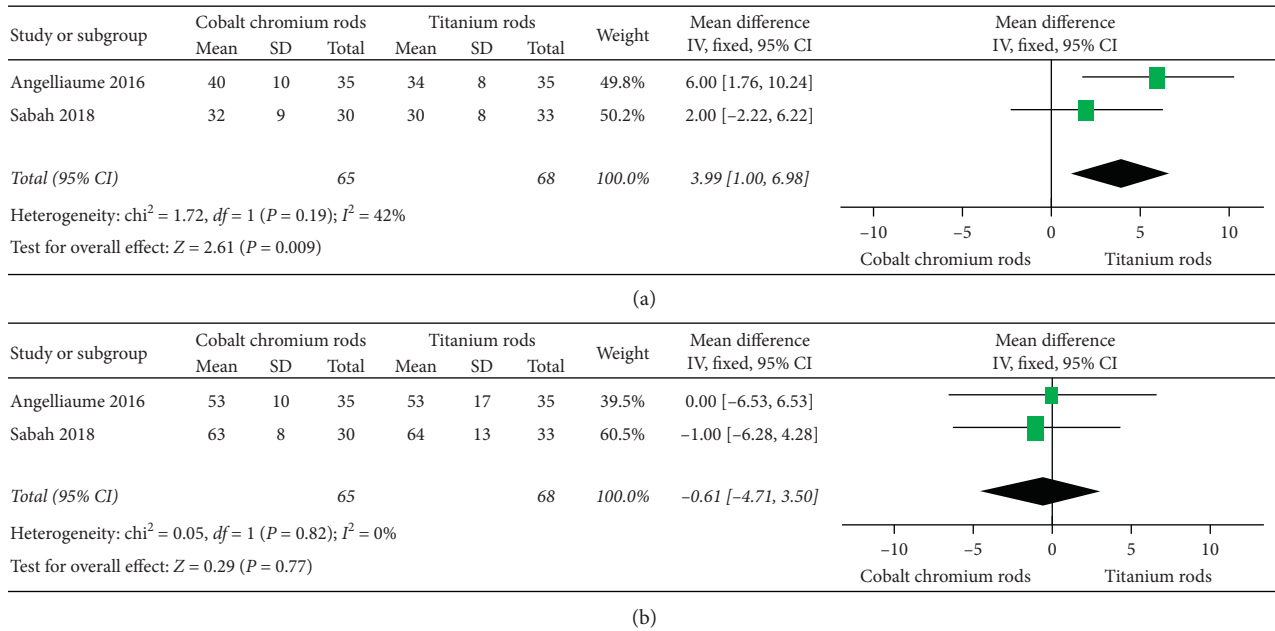 Study or subgroup Cobalt chromium rods Titanium rods Weight Mean difference Mean difference
Mean SD Total Mean SD Total IV, fixed, 95% CI IV, fixed, 95% CI
Angelliaume 2016 40 10 35 34 8 35 49.8% 6.00 [1.76, 10.24]
Sabah 2018 32 9 30 30 8 33 50.2% 2.00 [–2.22, 6.22]
Total (95% CI) 65 68 100.0% 3.99 [1.00, 6.98]
Heterogeneity: chi² = 1.72, df = 1 (P = 0.19); I² = 42%
Test for overall effect: Z = 2.61 (P = 0.009)
–10 –5 0 5 10
Cobalt chromium rods Titanium rods
(a)
Study or subgroup Cobalt chromium rods Titanium rods Weight Mean difference Mean difference
Mean SD Total Mean SD Total IV, fixed, 95% CI IV, fixed, 95% CI
Angelliaume 2016 53 10 35 53 17 35 39.5% 0.00 [–6.53, 6.53]
Sabah 2018 63 8 30 64 13 33 60.5% –1.00 [–6.28, 4.28]
Total (95% CI) 65 68 100.0% –0.61 [–4.71, 3.50]
Heterogeneity: chi² = 0.05, df = 1 (P = 0.82); I² = 0%
Test for overall effect: Z = 0.29 (P = 0.77)
–10 –5 0 5 10
Cobalt chromium rods Titanium rods
(b)